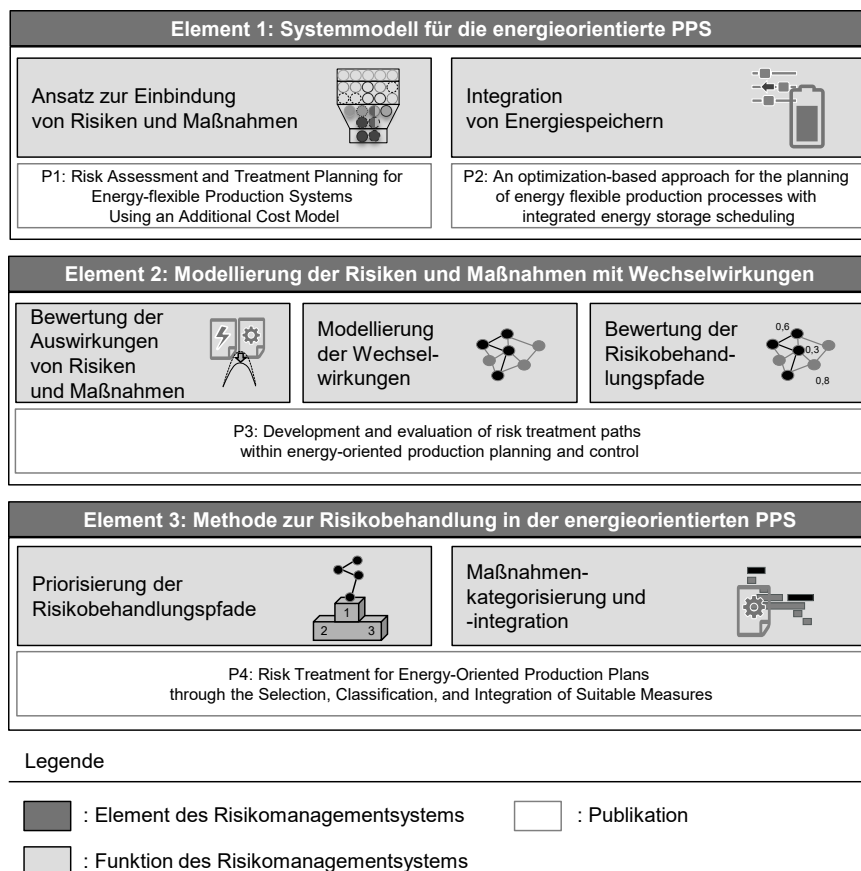 Element 1: Systemmodell für die energieorientierte PPS
Ansatz zur Einbindung
von Risiken und Maßnahmen
Integration
von Energiespeichern
P1: Risk Assessment and Treatment Planning for
Energy-flexible Production Systems
Using an Additional Cost Model
P2: An optimization-based approach for the planning
of energy flexible production processes with
integrated energy storage scheduling
Element 2: Modellierung der Risiken und Maßnahmen mit Wechselwirkungen
Bewertung der
Auswirkungen
von Risiken
und Maßnahmen
Modellierung
der Wechsel-
wirkungen
Bewertung der
Risikobehand-
lungspfade
0,6
0,3
0,8
P3: Development and evaluation of risk treatment paths
within energy-oriented production planning and control
Element 3: Methode zur Risikobehandlung in der energieorientierten PPS
Priorisierung der
Risikobehandlungspfade
1
2 3
Maßnahmen-
kategorisierung und
-integration
P4: Risk Treatment for Energy-Oriented Production Plans
through the Selection, Classification, and Integration of Suitable Measures
Legende
: Element des Risikomanagementsystems
: Publikation
: Funktion des Risikomanagementsystems